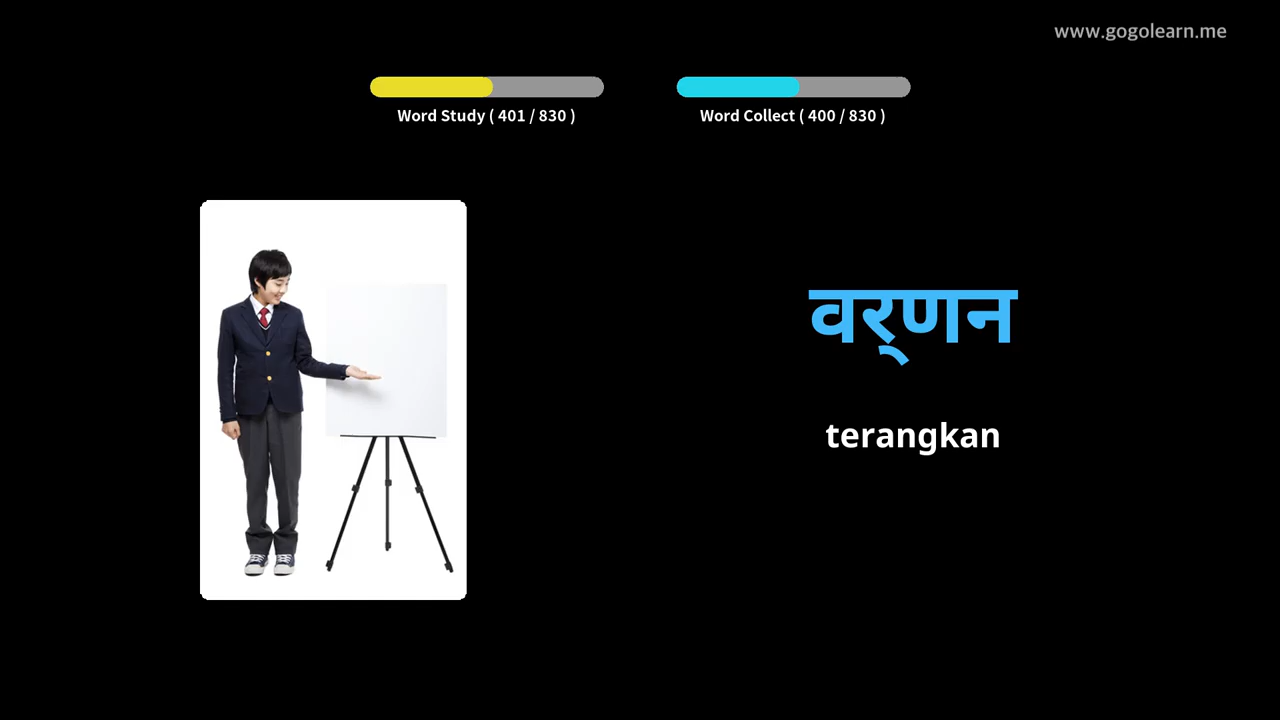 www.gogolearn.me
Word Study ( 401 / 830 )
Word Collect ( 400 / 830 )
वर्‌णन
terangkan